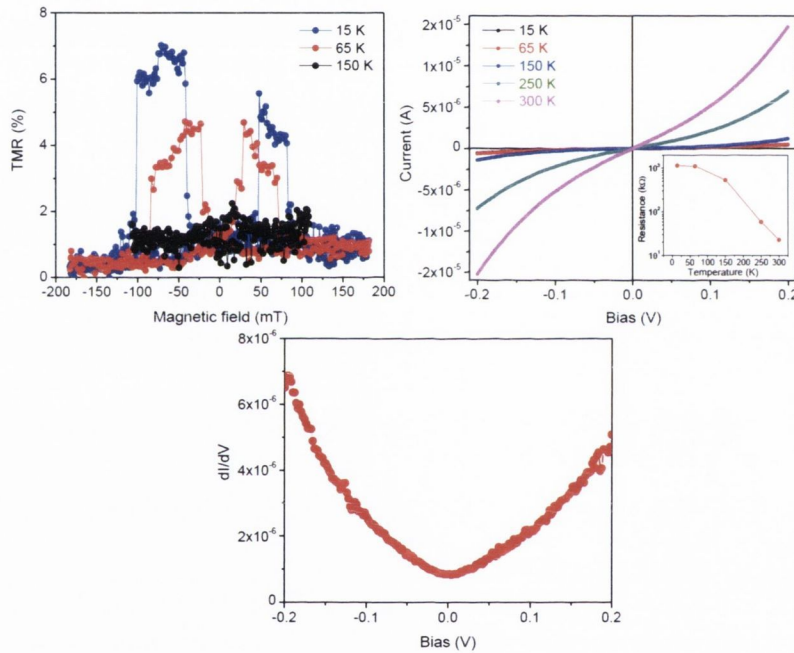 8
6
4
2
0
TMR (%)
15 K
65 K
150 K
-200 -150 -100 -50 0 50 100 150 200
Magnetic field (mT)
2x10⁻⁵
1x10⁻⁵
5x10⁻⁶
0
-5x10⁻⁶
-1x10⁻⁵
-2x10⁻⁵
Current (A)
15 K
65 K
150 K
250 K
300 K
Resistance (kΩ)
10³
10²
10¹
0 50 100 150 200 250 300
Temperature (K)
-0.2 -0.1 0.0 0.1 0.2
Bias (V)
8x10⁻⁶
6x10⁻⁶
4x10⁻⁶
2x10⁻⁶
0
dI/dV
-0.2 -0.1 0.0 0.1 0.2
Bias (V)